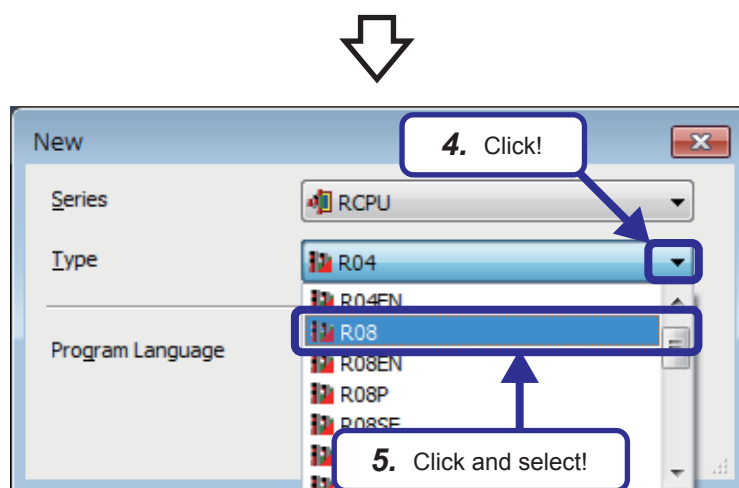 New
4. Click!
Series RCPU
Type R04
R04EN
R08
Program Language
R08EN
R08P
R08SF
5. Click and select!